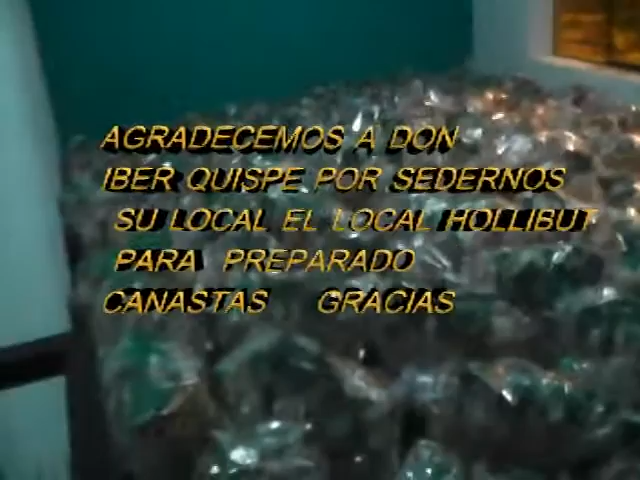 AGRADECEMOS A DON
IBER QUISPE POR SEDERNOS
SU LOCAL EL LOCAL HOLLIBUT
PARA PREPARADO
CANASTAS GRACIAS